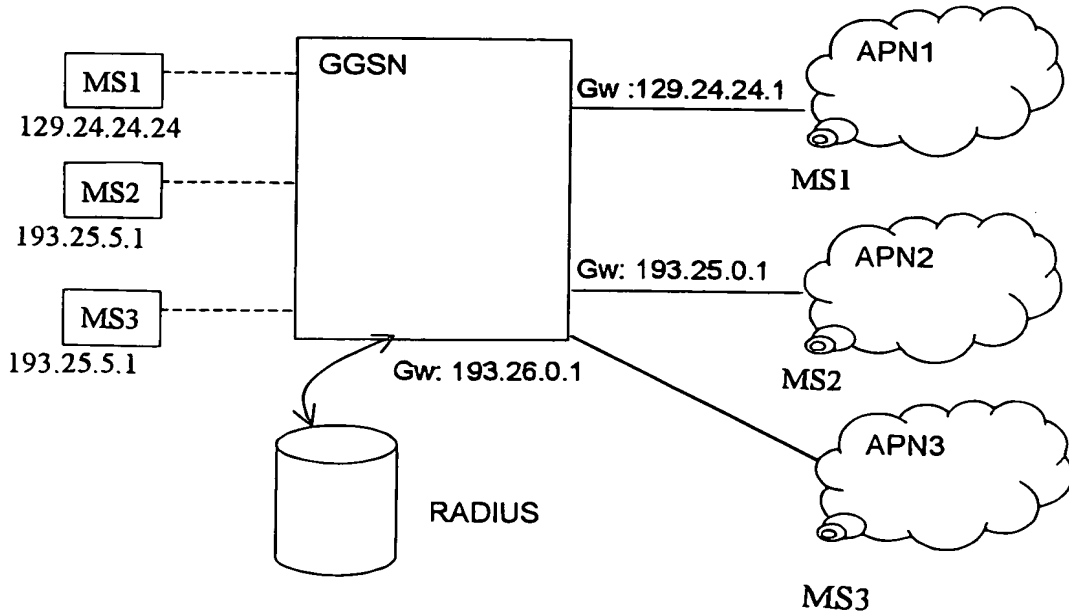 MS1
129.24.24.24
MS2
193.25.5.1
MS3
193.25.5.1
GGSN
Gw :129.24.24.1
Gw: 193.25.0.1
Gw: 193.26.0.1
RADIUS
APN1
MS1
APN2
MS2
APN3
MS3